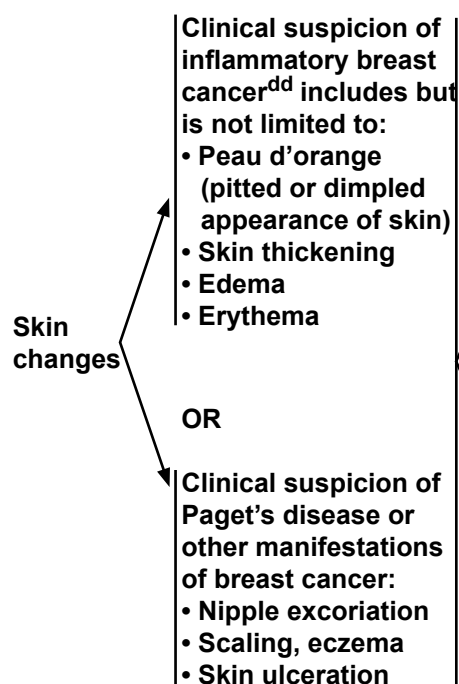 Clinical suspicion of
inflammatory breast
cancerdd includes but
is not limited to:
• Peau d’orange
(pitted or dimpled
appearance of skin)
• Skin thickening
• Edema
• Erythema
Skin
changes
OR
Clinical suspicion of
Paget’s disease or
other manifestations
of breast cancer:
• Nipple excoriation
• Scaling, eczema
• Skin ulceration